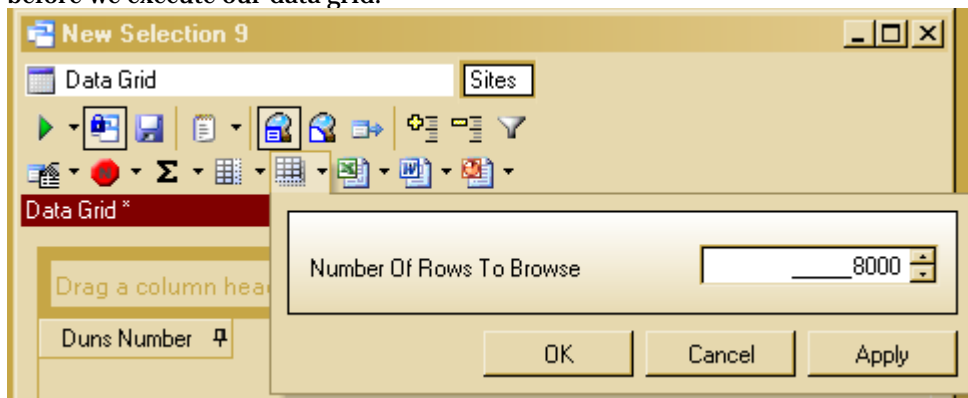 before we execute our data grid.
New Selection 9
Data Grid
Sites
Data Grid *
Number Of Rows To Browse
_____8000
Drag a column hea
Duns Number
OK
Cancel
Apply